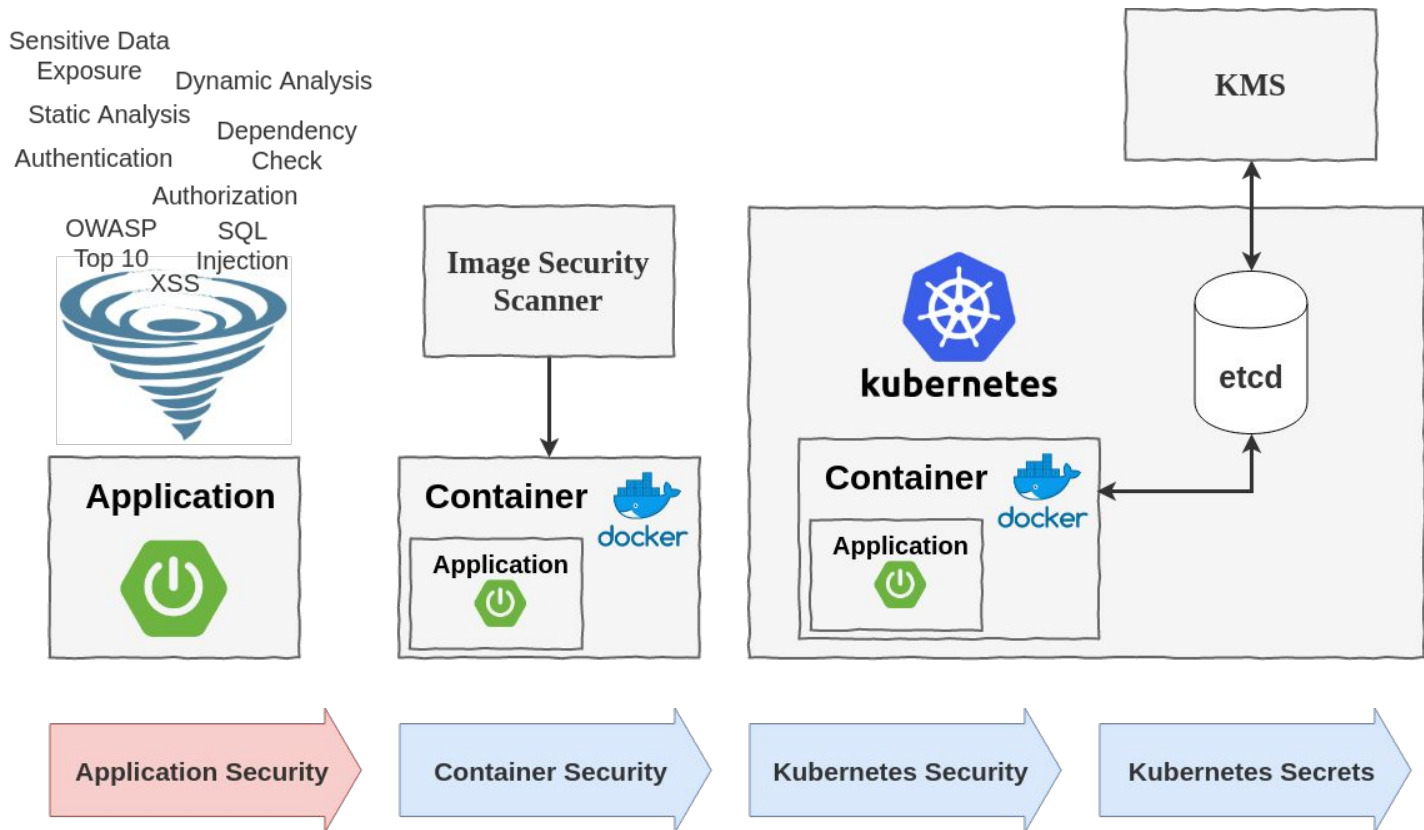 Sensitive Data
Exposure
Dynamic Analysis
Static Analysis
Dependency
Check
Authentication
Authorization
OWASP
Top 10
SQL
Injection
XSS
Application
Image Security
Scanner
Container
docker
Application
KMS
kubernetes
etcd
Container
docker
Application
Application Security
Container Security
Kubernetes Security
Kubernetes Secrets